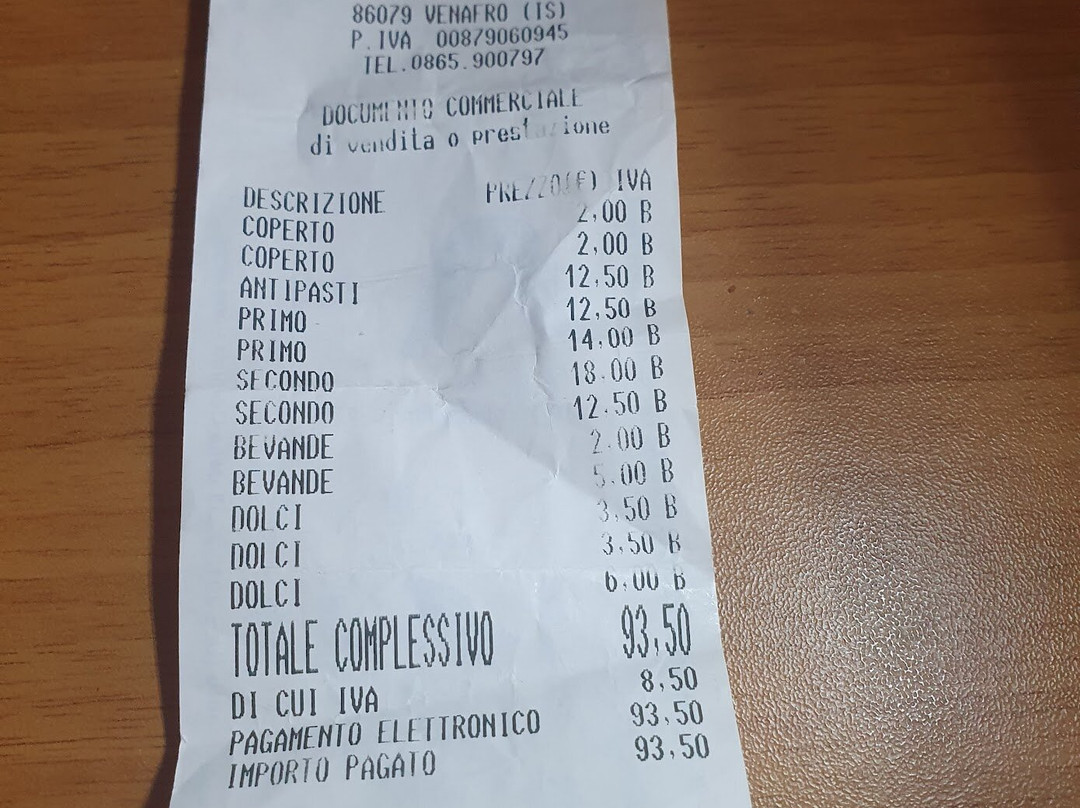 86079 VENAFRO (IS)
P.IVA 00879060945
TEL.0865.900797
DOCUMENTO COMMERCIALE
di vendita o prestazione
DESCRIZIONE PREZZO(€) IVA
COPERTO 2,00 B
COPERTO 2,00 B
ANTIPASTI 12,50 B
PRIMO 12,50 B
PRIMO 14,00 B
SECONDO 18,00 B
SECONDO 12,50 B
BEVANDE 2,00 B
BEVANDE 5,00 B
DOLCI 3,50 B
DOLCI 3,50 B
DOLCI 6,00 B
TOTALE COMPLESSIVO 93,50
DI CUI IVA 8,50
PAGAMENTO ELETTRONICO 93,50
IMPORTO PAGATO 93,50